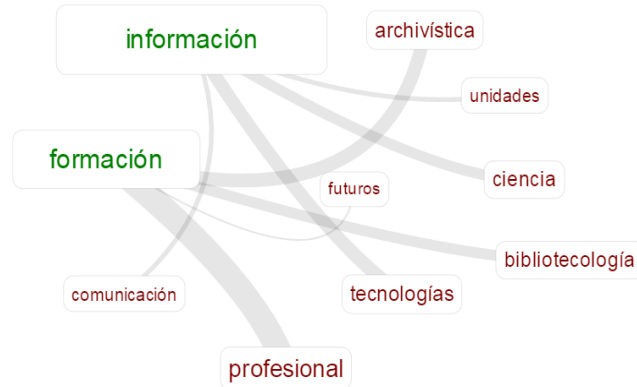 archivística
información
unidades
formación
ciencia
futuros
bibliotecología
comunicación
tecnologías
profesional